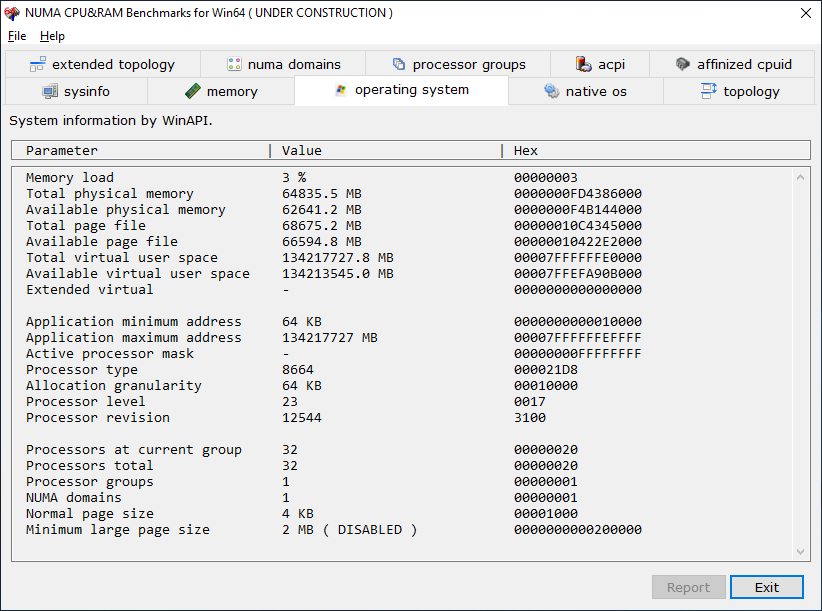 NUMA CPU&RAM Benchmarks for Win64 ( UNDER CONSTRUCTION )
File Help
extended topology numa domains processor groups acpi affinized cpuid
sysinfo memory operating system native os topology
System information by WinAPI.
Parameter | Value | Hex
Memory load 3 % 00000003
Total physical memory 64835.5 MB 0000000FD4386000
Available physical memory 62641.2 MB 0000000F4B144000
Total page file 68675.2 MB 00000010C4345000
Available page file 66594.8 MB 00000010422E2000
Total virtual user space 134217727.8 MB 00007FFFFFFE0000
Available virtual user space 134213545.0 MB 00007FFEFA90B000
Extended virtual - 0000000000000000
Application minimum address 64 KB 0000000000010000
Application maximum address 134217727 MB 00007FFFFFFEFFFF
Active processor mask - 00000000FFFFFFFF
Processor type 8664 000021D8
Allocation granularity 64 KB 00010000
Processor level 23 0017
Processor revision 12544 3100
Processors at current group 32 00000020
Processors total 32 00000020
Processor groups 1 00000001
NUMA domains 1 00000001
Normal page size 4 KB 00001000
Minimum large page size 2 MB ( DISABLED ) 0000000000200000
Report Exit